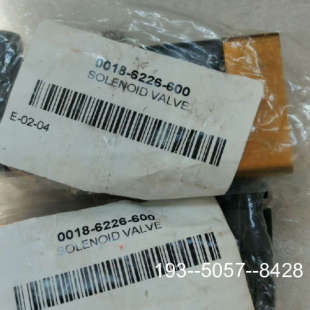 0018-6226-600
SOLENOID VALVE
E-02-04
0018-6226-600
SOLENOID VALVE
193--5057--8428